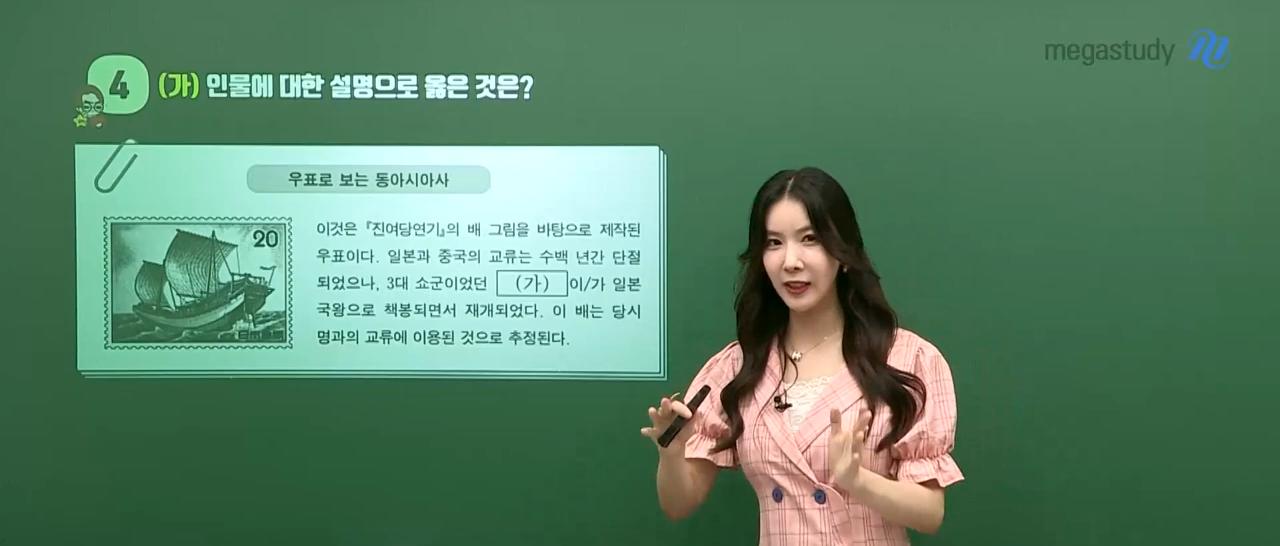 megastudy
4 (가) 인물에 대한 설명으로 옳은 것은?
우표로 보는 동아시아사
20
이것은 『진여당연기』의 배 그림을 바탕으로 제작된
우표이다. 일본과 중국의 교류는 수백 년간 단절
되었으나, 3대 쇼군이었던 (가) 이/가 일본
국왕으로 책봉되면서 재개되었다. 이 배는 당시
명과의 교류에 이용된 것으로 추정된다.